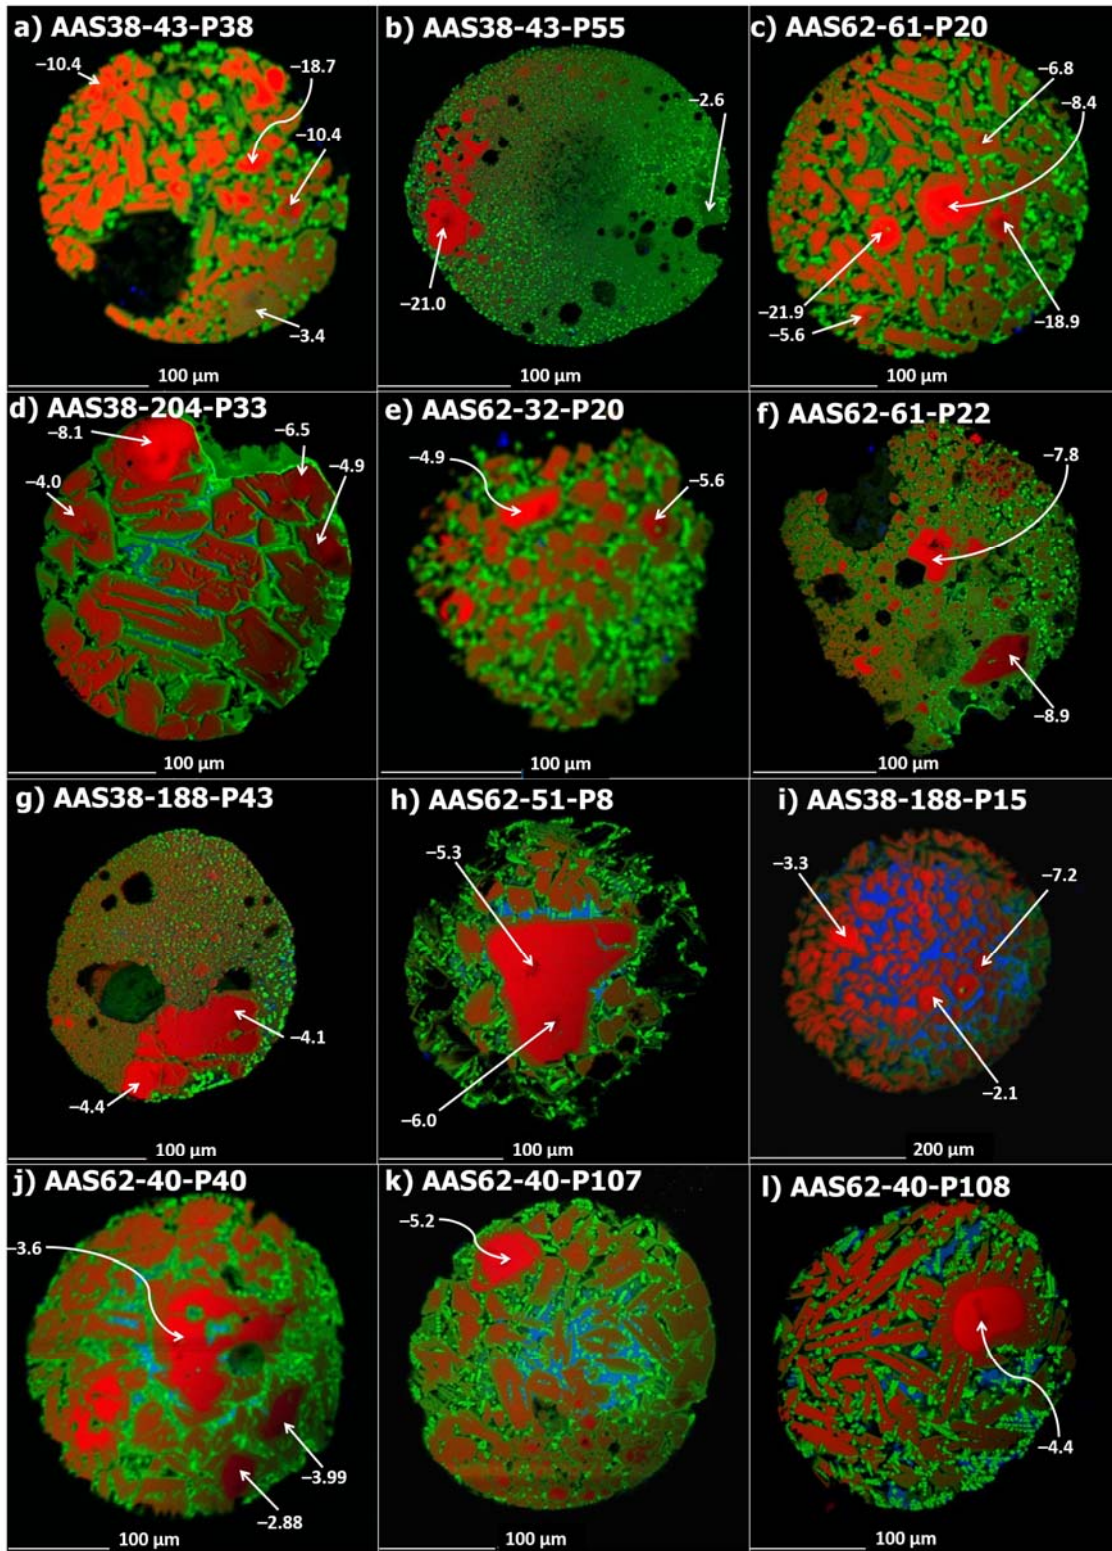 a) AAS38-43-P38
−10.4
−18.7
−10.4
−3.4
100 µm
b) AAS38-43-P55
−2.6
−21.0
100 µm
c) AAS62-61-P20
−6.8
−8.4
−21.9
−5.6
−18.9
100 µm
d) AAS38-204-P33
−8.1
−6.5
−4.9
−4.0
100 µm
e) AAS62-32-P20
−4.9
−5.6
100 µm
f) AAS62-61-P22
−7.8
−8.9
100 µm
g) AAS38-188-P43
−4.1
−4.4
100 µm
h) AAS62-51-P8
−5.3
−6.0
100 µm
i) AAS38-188-P15
−3.3
−7.2
−2.1
200 µm
j) AAS62-40-P40
−3.6
−3.99
−2.88
100 µm
k) AAS62-40-P107
−5.2
100 µm
l) AAS62-40-P108
−4.4
100 µm